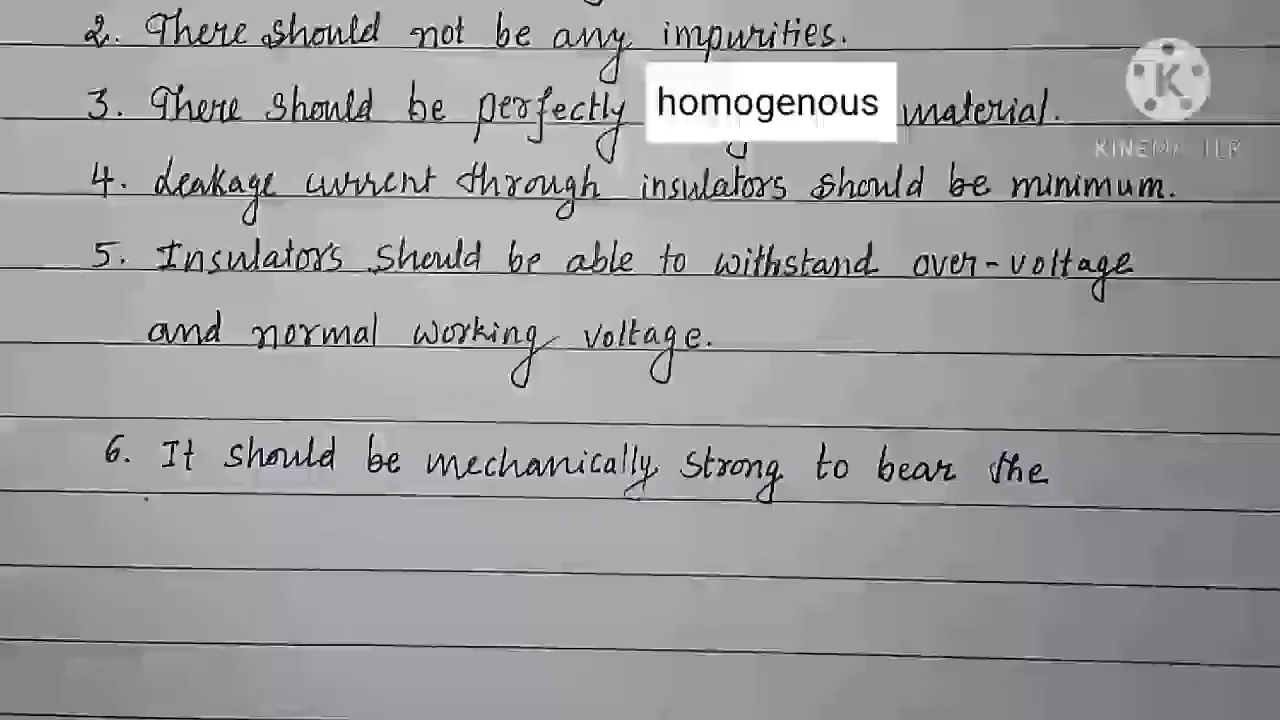 2. There should not be any impurities.
3. There should be perfectly homogenous material.
4. Leakage current through insulators should be minimum.
5. Insulators should be able to withstand over-voltage
and normal working voltage.
6. It should be mechanically strong to bear the
K
KINEMASTER